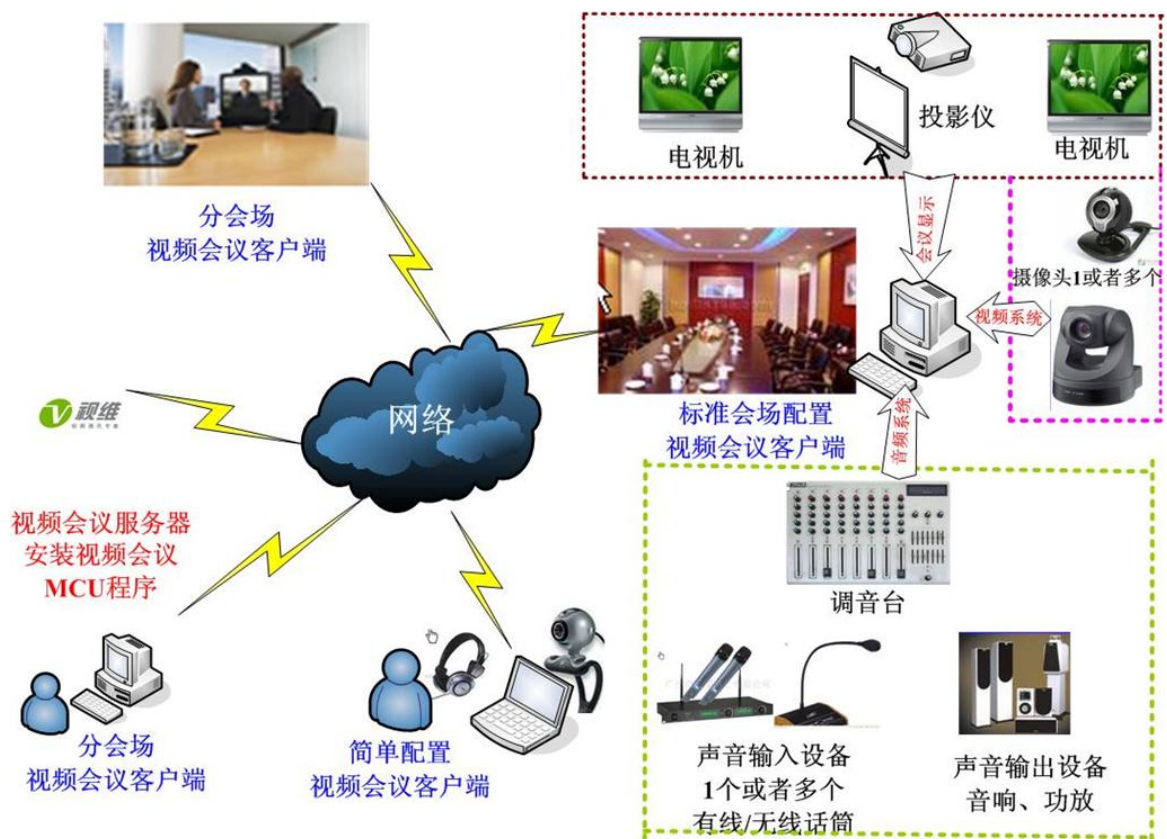 电视机
投影仪
电视机
分会场
视频会议客户端
会议显示
摄像头1或者多个
视频系统
网络
标准会场配置
视频会议客户端
音频系统
视维
视频会议服务器
安装视频会议
MCU程序
调音台
分会场
视频会议客户端
简单配置
视频会议客户端
声音输入设备
1个或者多个
有线/无线话筒
声音输出设备
音响、功放